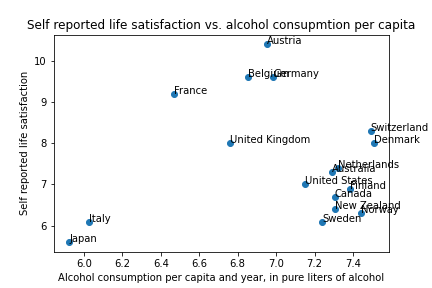 Self reported life satisfaction vs. alcohol consupmtion per capita
Austria
Belgium Germany
France
Switzerland
United Kingdom
Denmark
Netherlands
Australia
United States
Finland
Canada
New Zealand
Norway
Italy
Sweden
Japan
10
9
8
7
6
Self reported life satisfaction
6.0 6.2 6.4 6.6 6.8 7.0 7.2 7.4
Alcohol consumption per capita and year, in pure liters of alcohol